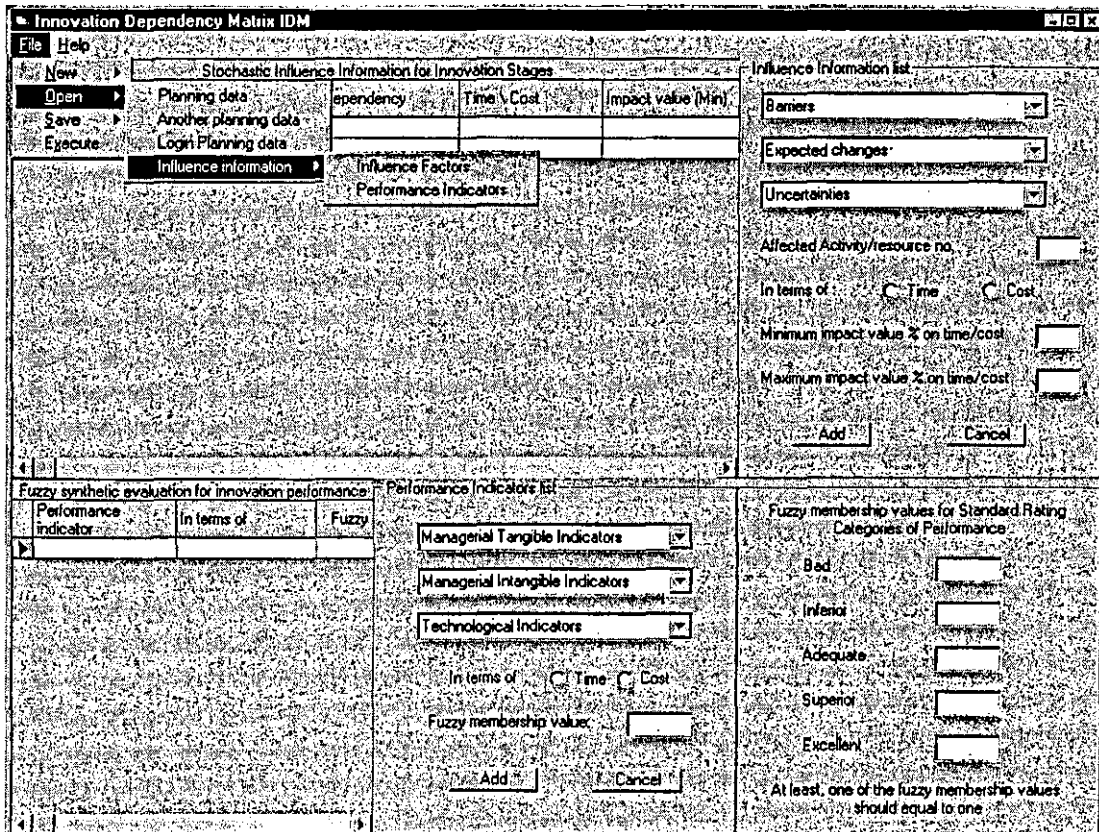 Innovation Dependency Matrix IDM
File Help
New
Open
Save
Execute
Planning data
Another planning data
Login Planning data
Influence information
Influence Factors
Performance Indicators
Stochastic Influence Information for Innovation Stages
ependency Time \ Cost Impact value (Min)
Influence Information list
Barriers
Expected changes
Uncertainties
Affected Activity/resource no.
In terms of Time Cost
Minimum impact value % on time/cost
Maximum impact value % on time/cost
Add Cancel
Fuzzy synthetic evaluation for innovation performance
Performance indicator In terms of Fuzzy
Performance Indicators list
Managerial Tangible Indicators
Managerial Intangible Indicators
Technological Indicators
In terms of Time Cost
Fuzzy membership value:
Add Cancel
Fuzzy membership values for Standard Rating
Categories of Performance
Bad
Inferior
Adequate
Superior
Excellent
At least, one of the fuzzy membership values
should equal to one